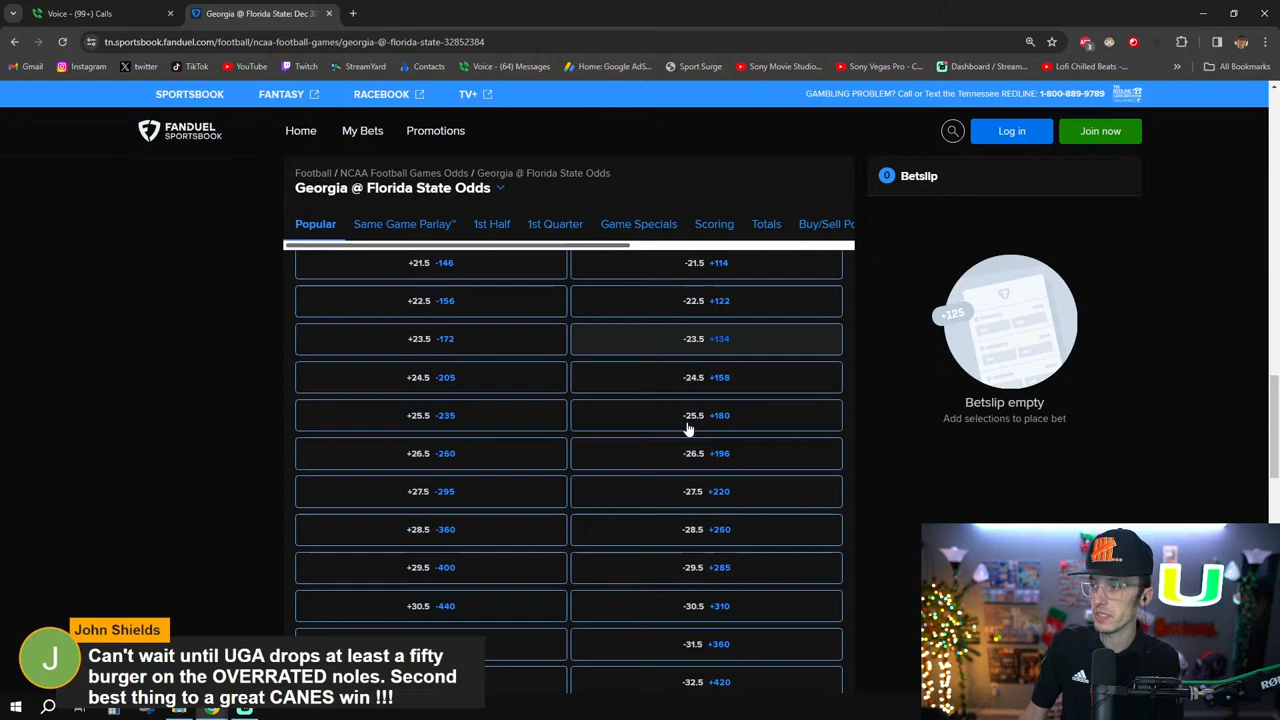 Voice - (99+) Calls
Georgia @ Florida State: Dec 30
tn.sportsbook.fanduel.com/football/ncaa-football-games/georgia-@-florida-state-32852384
Gmail
Instagram
twitter
TikTok
YouTube
Twitch
StreamYard
Contacts
Voice - (64) Messages
Home: Google AdS...
Sport Surge
Sony Movie Studio...
Sony Vegas Pro - C...
Dashboard / Stream...
Lofi Chilled Beats -...
All Bookmarks
SPORTSBOOK
FANTASY
RACEBOOK
TV+
GAMBLING PROBLEM? Call or Text the Tennessee REDLINE: 1-800-889-9789
FANDUEL
SPORTSBOOK
Home
My Bets
Promotions
Log in
Join now
Football / NCAA Football Games Odds / Georgia @ Florida State Odds
Georgia @ Florida State Odds
0 Betslip
Popular
Same Game Parlay™
1st Half
1st Quarter
Game Specials
Scoring
Totals
Buy/Sell Po
+21.5 -146
-21.5 +114
+22.5 -156
-22.5 +122
+23.5 -172
-23.5 +134
+24.5 -205
-24.5 +158
+25.5 -235
-25.5 +180
+26.5 -260
-26.5 +196
+27.5 -295
-27.5 +220
+28.5 -360
-28.5 +260
+29.5 -400
-29.5 +285
+30.5 -440
-30.5 +310
-31.5 +360
-32.5 +420
+125
Betslip empty
Add selections to place bet
John Shields
J
Can't wait until UGA drops at least a fifty
burger on the OVERRATED noles. Second
best thing to a great CANES win !!!
U